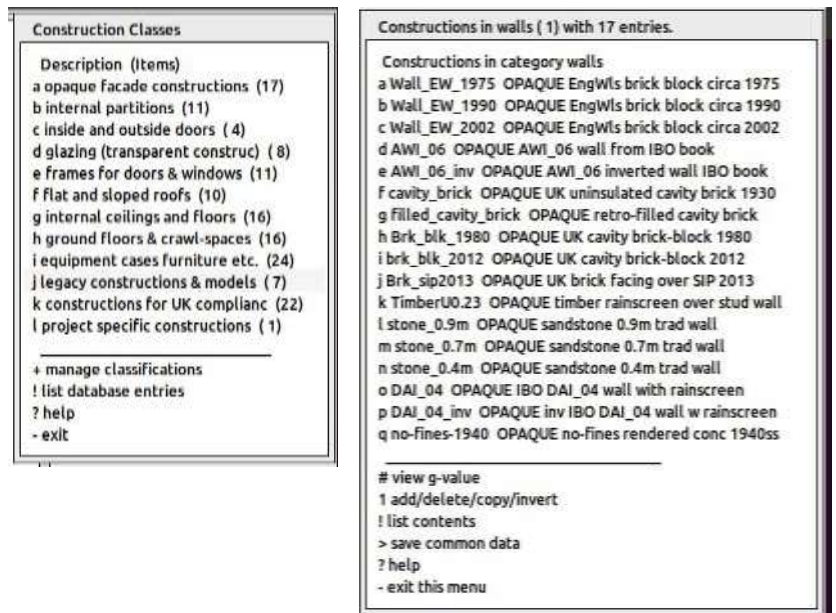 Construction Classes
Description (Items)
a opaque facade constructions (17)
b internal partitions (11)
c inside and outside doors ( 4)
d glazing (transparent construc) ( 8)
e frames for doors & windows (11)
f flat and sloped roofs (10)
g internal ceilings and floors (16)
h ground floors & crawl-spaces (16)
i equipment cases furniture etc. (24)
j legacy constructions & models ( 7)
k constructions for UK complianc (22)
l project specific constructions ( 1)
+ manage classifications
! list database entries
? help
- exit
Constructions in walls ( 1) with 17 entries.
Constructions in category walls
a Wall_EW_1975 OPAQUE EngWls brick block circa 1975
b Wall_EW_1990 OPAQUE EngWls brick block circa 1990
c Wall_EW_2002 OPAQUE EngWls brick block circa 2002
d AWI_06 OPAQUE AWI_06 wall from IBO book
e AWI_06_inv OPAQUE AWI_06 inverted wall IBO book
f cavity_brick OPAQUE UK uninsulated cavity brick 1930
g filled_cavity_brick OPAQUE retro-filled cavity brick
h Brk_blk_1980 OPAQUE UK cavity brick-block 1980
i brk_blk_2012 OPAQUE UK cavity brick-block 2012
j Brk_sip2013 OPAQUE UK brick facing over SIP 2013
k TimberU0.23 OPAQUE timber rainscreen over stud wall
l stone_0.9m OPAQUE sandstone 0.9m trad wall
m stone_0.7m OPAQUE sandstone 0.7m trad wall
n stone_0.4m OPAQUE sandstone 0.4m trad wall
o DAI_04 OPAQUE IBO DAI_04 wall with rainscreen
p DAI_04_inv OPAQUE inv IBO DAI_04 wall w rainscreen
q no-fines-1940 OPAQUE no-fines rendered conc 1940ss
# view g-value
1 add/delete/copy/invert
! list contents
> save common data
? help
- exit this menu